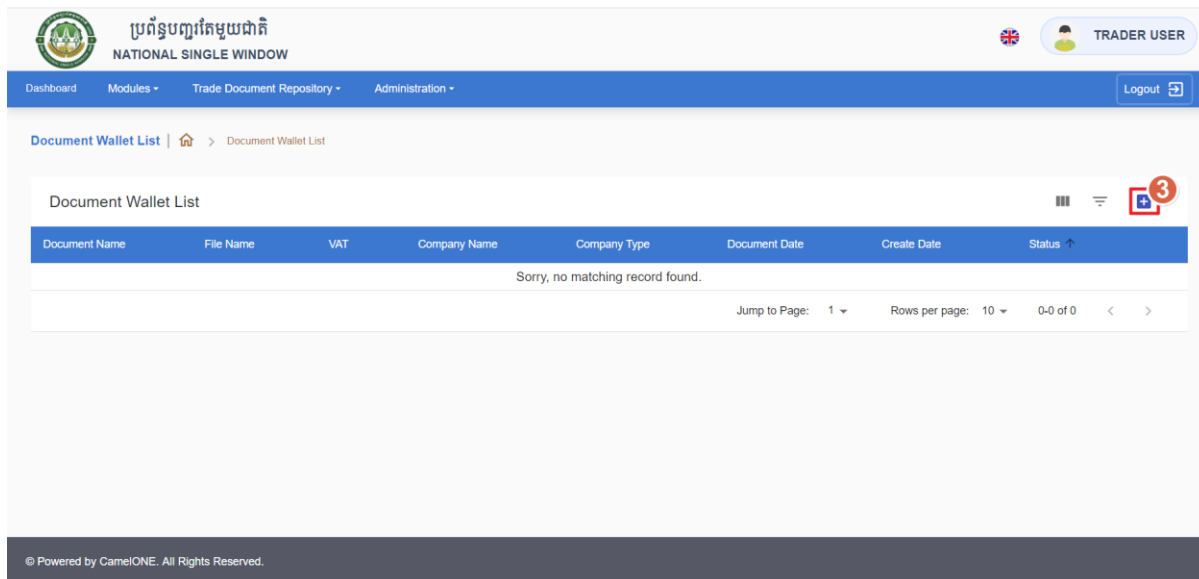 ប្រព័ន្ធបញ្ជរតែមួយជាតិ
NATIONAL SINGLE WINDOW
TRADER USER
Dashboard Modules Trade Document Repository Administration Logout
Document Wallet List | > Document Wallet List
Document Wallet List
3
Document Name File Name VAT Company Name Company Type Document Date Create Date Status ↑
Sorry, no matching record found.
Jump to Page: 1 Rows per page: 10 0-0 of 0 < >
© Powered by CamelONE. All Rights Reserved.